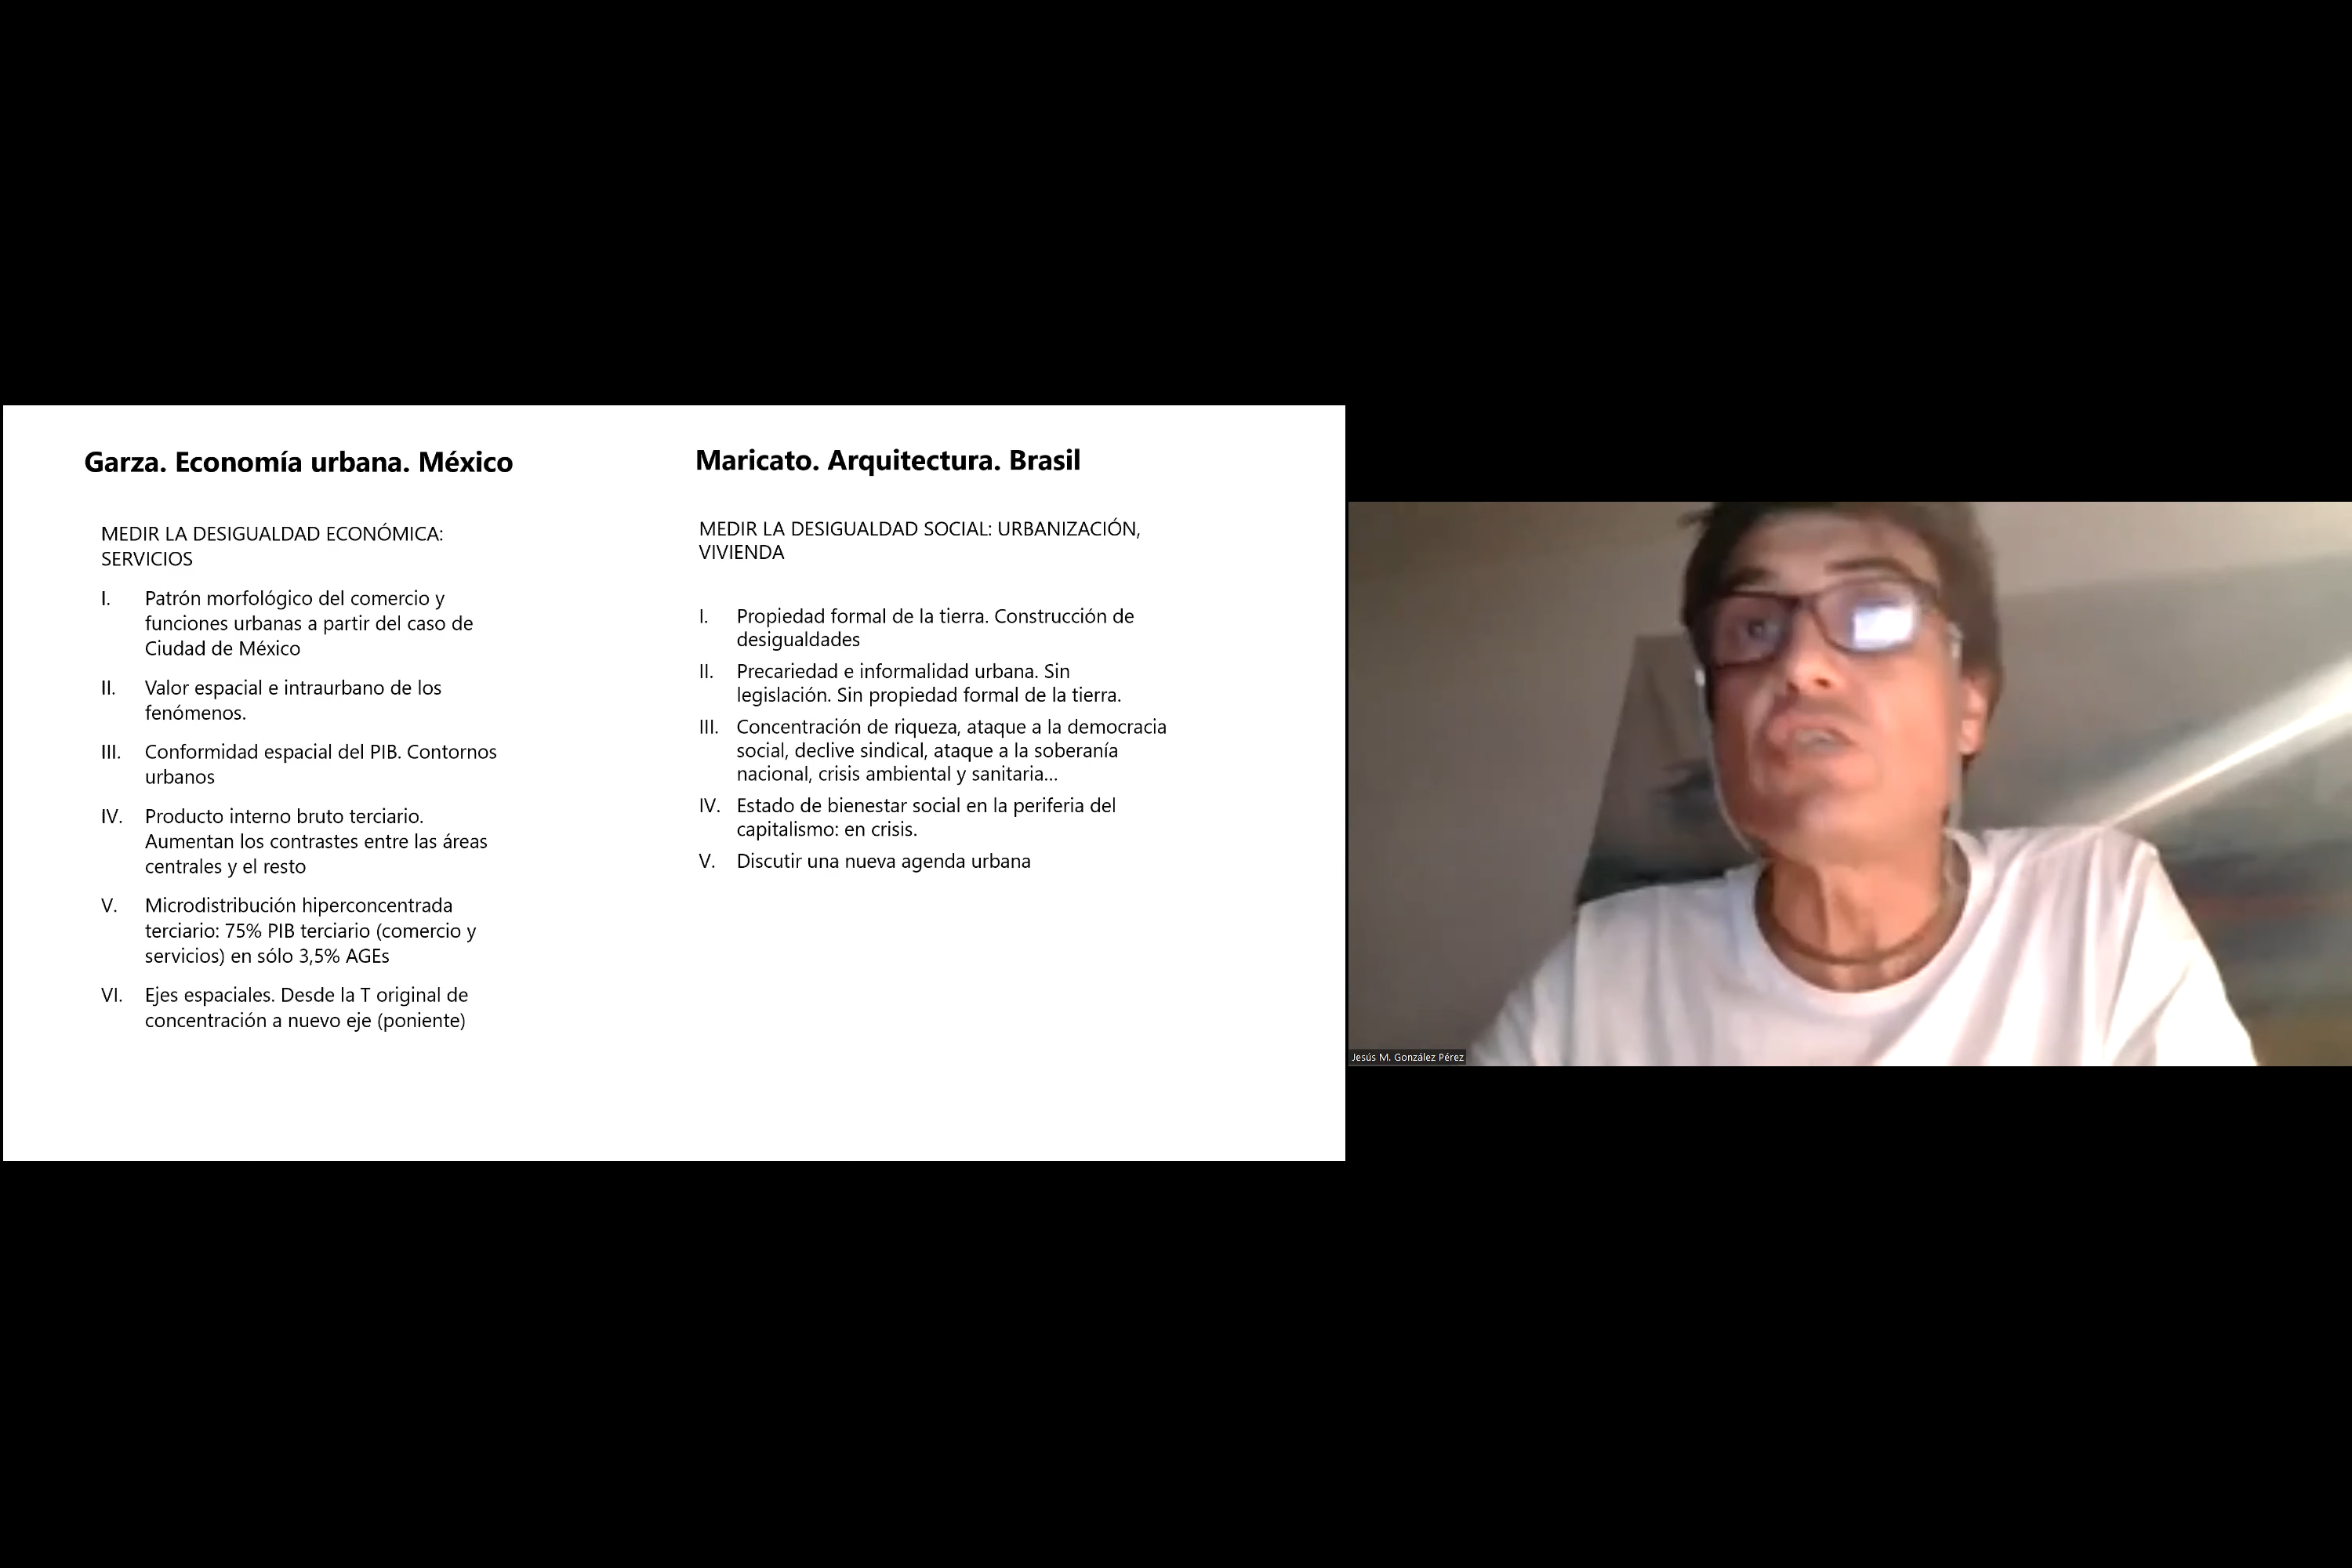 Garza. Economía urbana. México
MEDIR LA DESIGUALDAD ECONÓMICA:
SERVICIOS
I. Patrón morfológico del comercio y
funciones urbanas a partir del caso de
Ciudad de México
II. Valor espacial e intraurbano de los
fenómenos.
III. Conformidad espacial del PIB. Contornos
urbanos
IV. Producto interno bruto terciario.
Aumentan los contrastes entre las áreas
centrales y el resto
V. Microdistribución hiperconcentrada
terciario: 75% PIB terciario (comercio y
servicios) en sólo 3,5% AGEs
VI. Ejes espaciales. Desde la T original de
concentración a nuevo eje (poniente)
Maricato. Arquitectura. Brasil
MEDIR LA DESIGUALDAD SOCIAL: URBANIZACIÓN,
VIVIENDA
I. Propiedad formal de la tierra. Construcción de
desigualdades
II. Precariedad e informalidad urbana. Sin
legislación. Sin propiedad formal de la tierra.
III. Concentración de riqueza, ataque a la democracia
social, declive sindical, ataque a la soberanía
nacional, crisis ambiental y sanitaria...
IV. Estado de bienestar social en la periferia del
capitalismo: en crisis.
V. Discutir una nueva agenda urbana
Jesús M. González Pérez